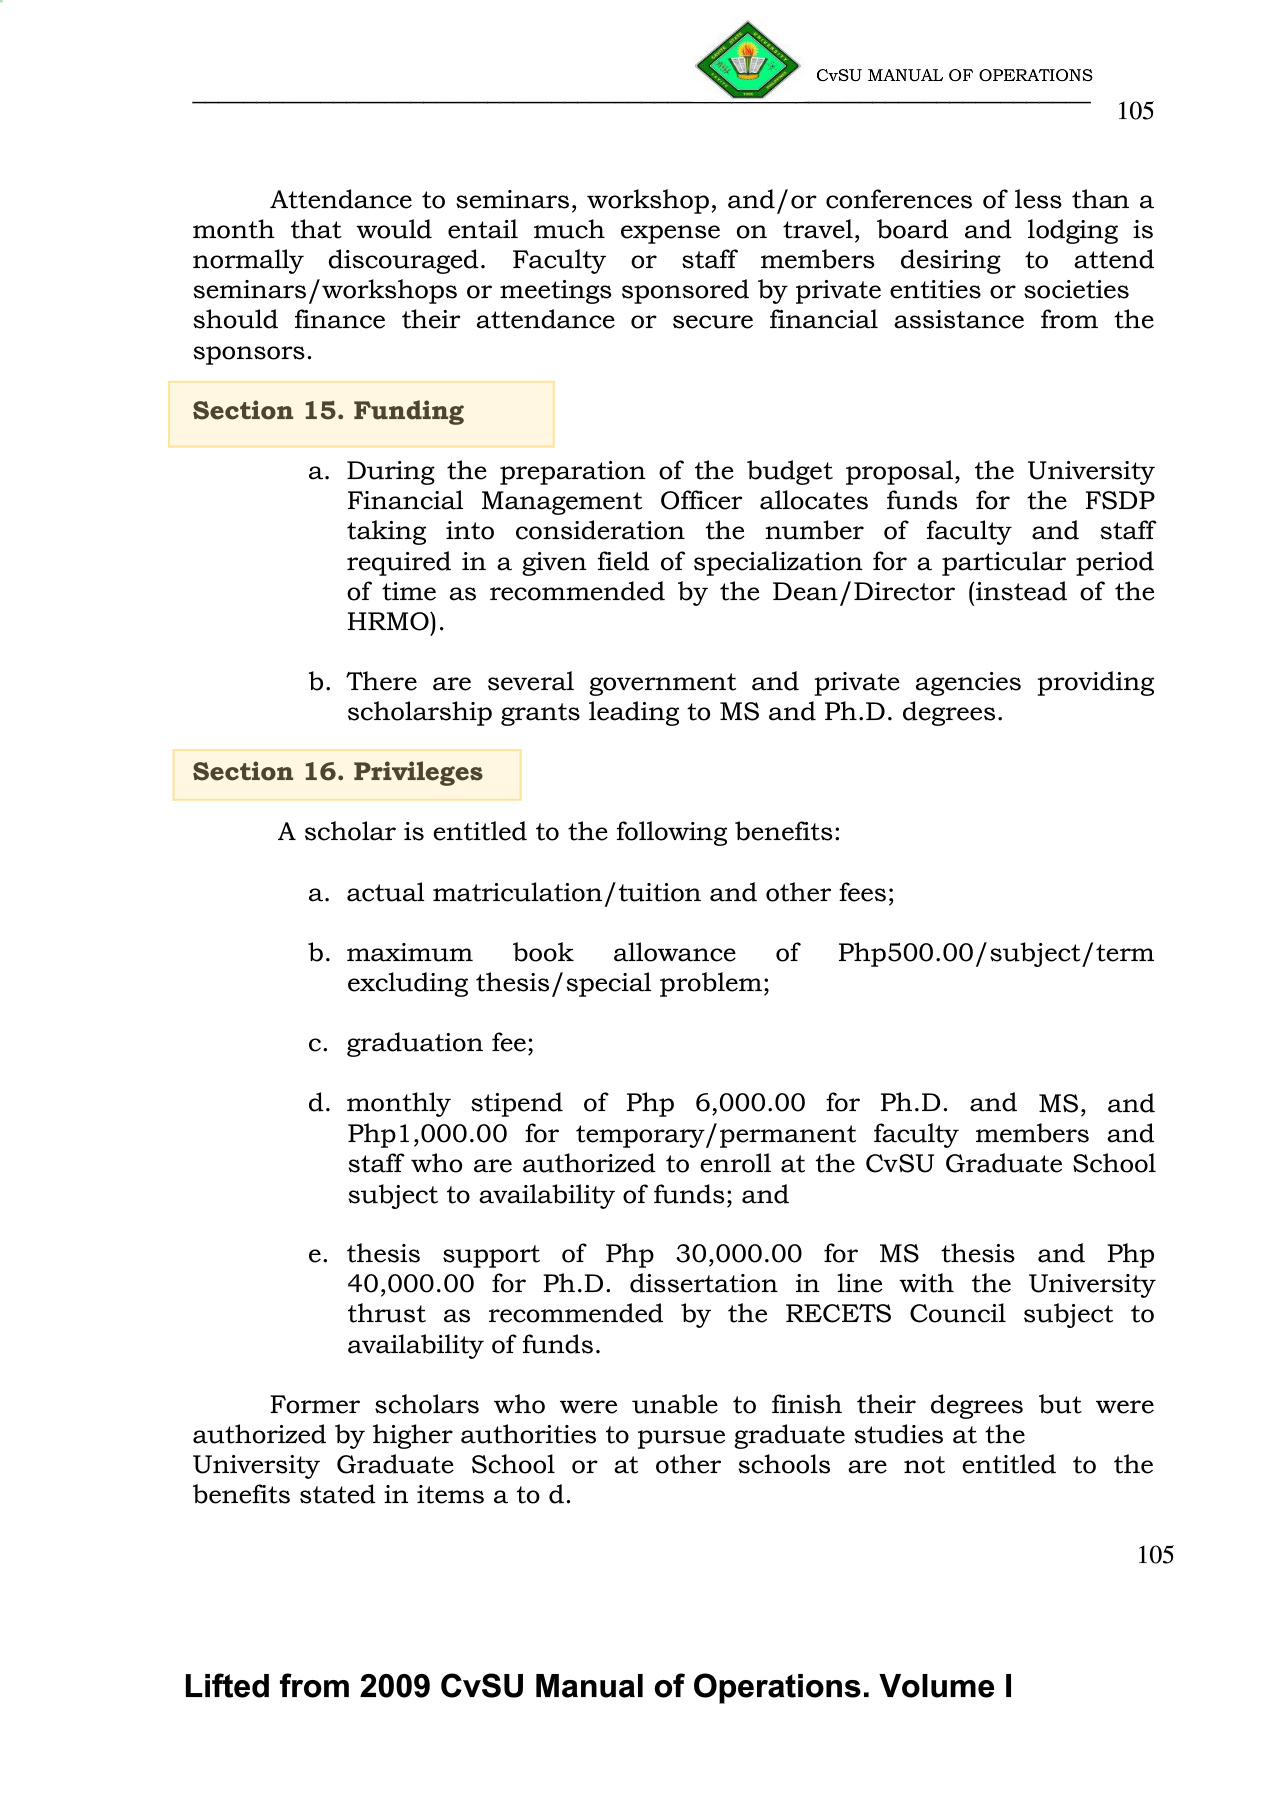 CvSU MANUAL OF OPERATIONS
105
Attendance to seminars, workshop, and/or conferences of less than a
month that would entail much expense on travel, board and lodging is
normally discouraged. Faculty or staff members desiring to attend
seminars/workshops or meetings sponsored by private entities or societies
should finance their attendance or secure financial assistance from the
sponsors.
Section 15. Funding
a. During the preparation of the budget proposal, the University
Financial Management Officer allocates funds for the FSDP
taking into consideration the number of faculty and staff
required in a given field of specialization for a particular period
of time as recommended by the Dean/Director (instead of the
HRMO).
b. There are several government and private agencies providing
scholarship grants leading to MS and Ph.D. degrees.
Section 16. Privileges
A scholar is entitled to the following benefits:
a. actual matriculation/tuition and other fees;
b. maximum book allowance of Php500.00/subject/term
excluding thesis/special problem;
c. graduation fee;
d. monthly stipend of Php 6,000.00 for Ph.D. and MS, and
Php1,000.00 for temporary/permanent faculty members and
staff who are authorized to enroll at the CvSU Graduate School
subject to availability of funds; and
e. thesis support of Php 30,000.00 for MS thesis and Php
40,000.00 for Ph.D. dissertation in line with the University
thrust as recommended by the RECETS Council subject to
availability of funds.
Former scholars who were unable to finish their degrees but were
authorized by higher authorities to pursue graduate studies at the
University Graduate School or at other schools are not entitled to the
benefits stated in items a to d.
105
Lifted from 2009 CvSU Manual of Operations. Volume I